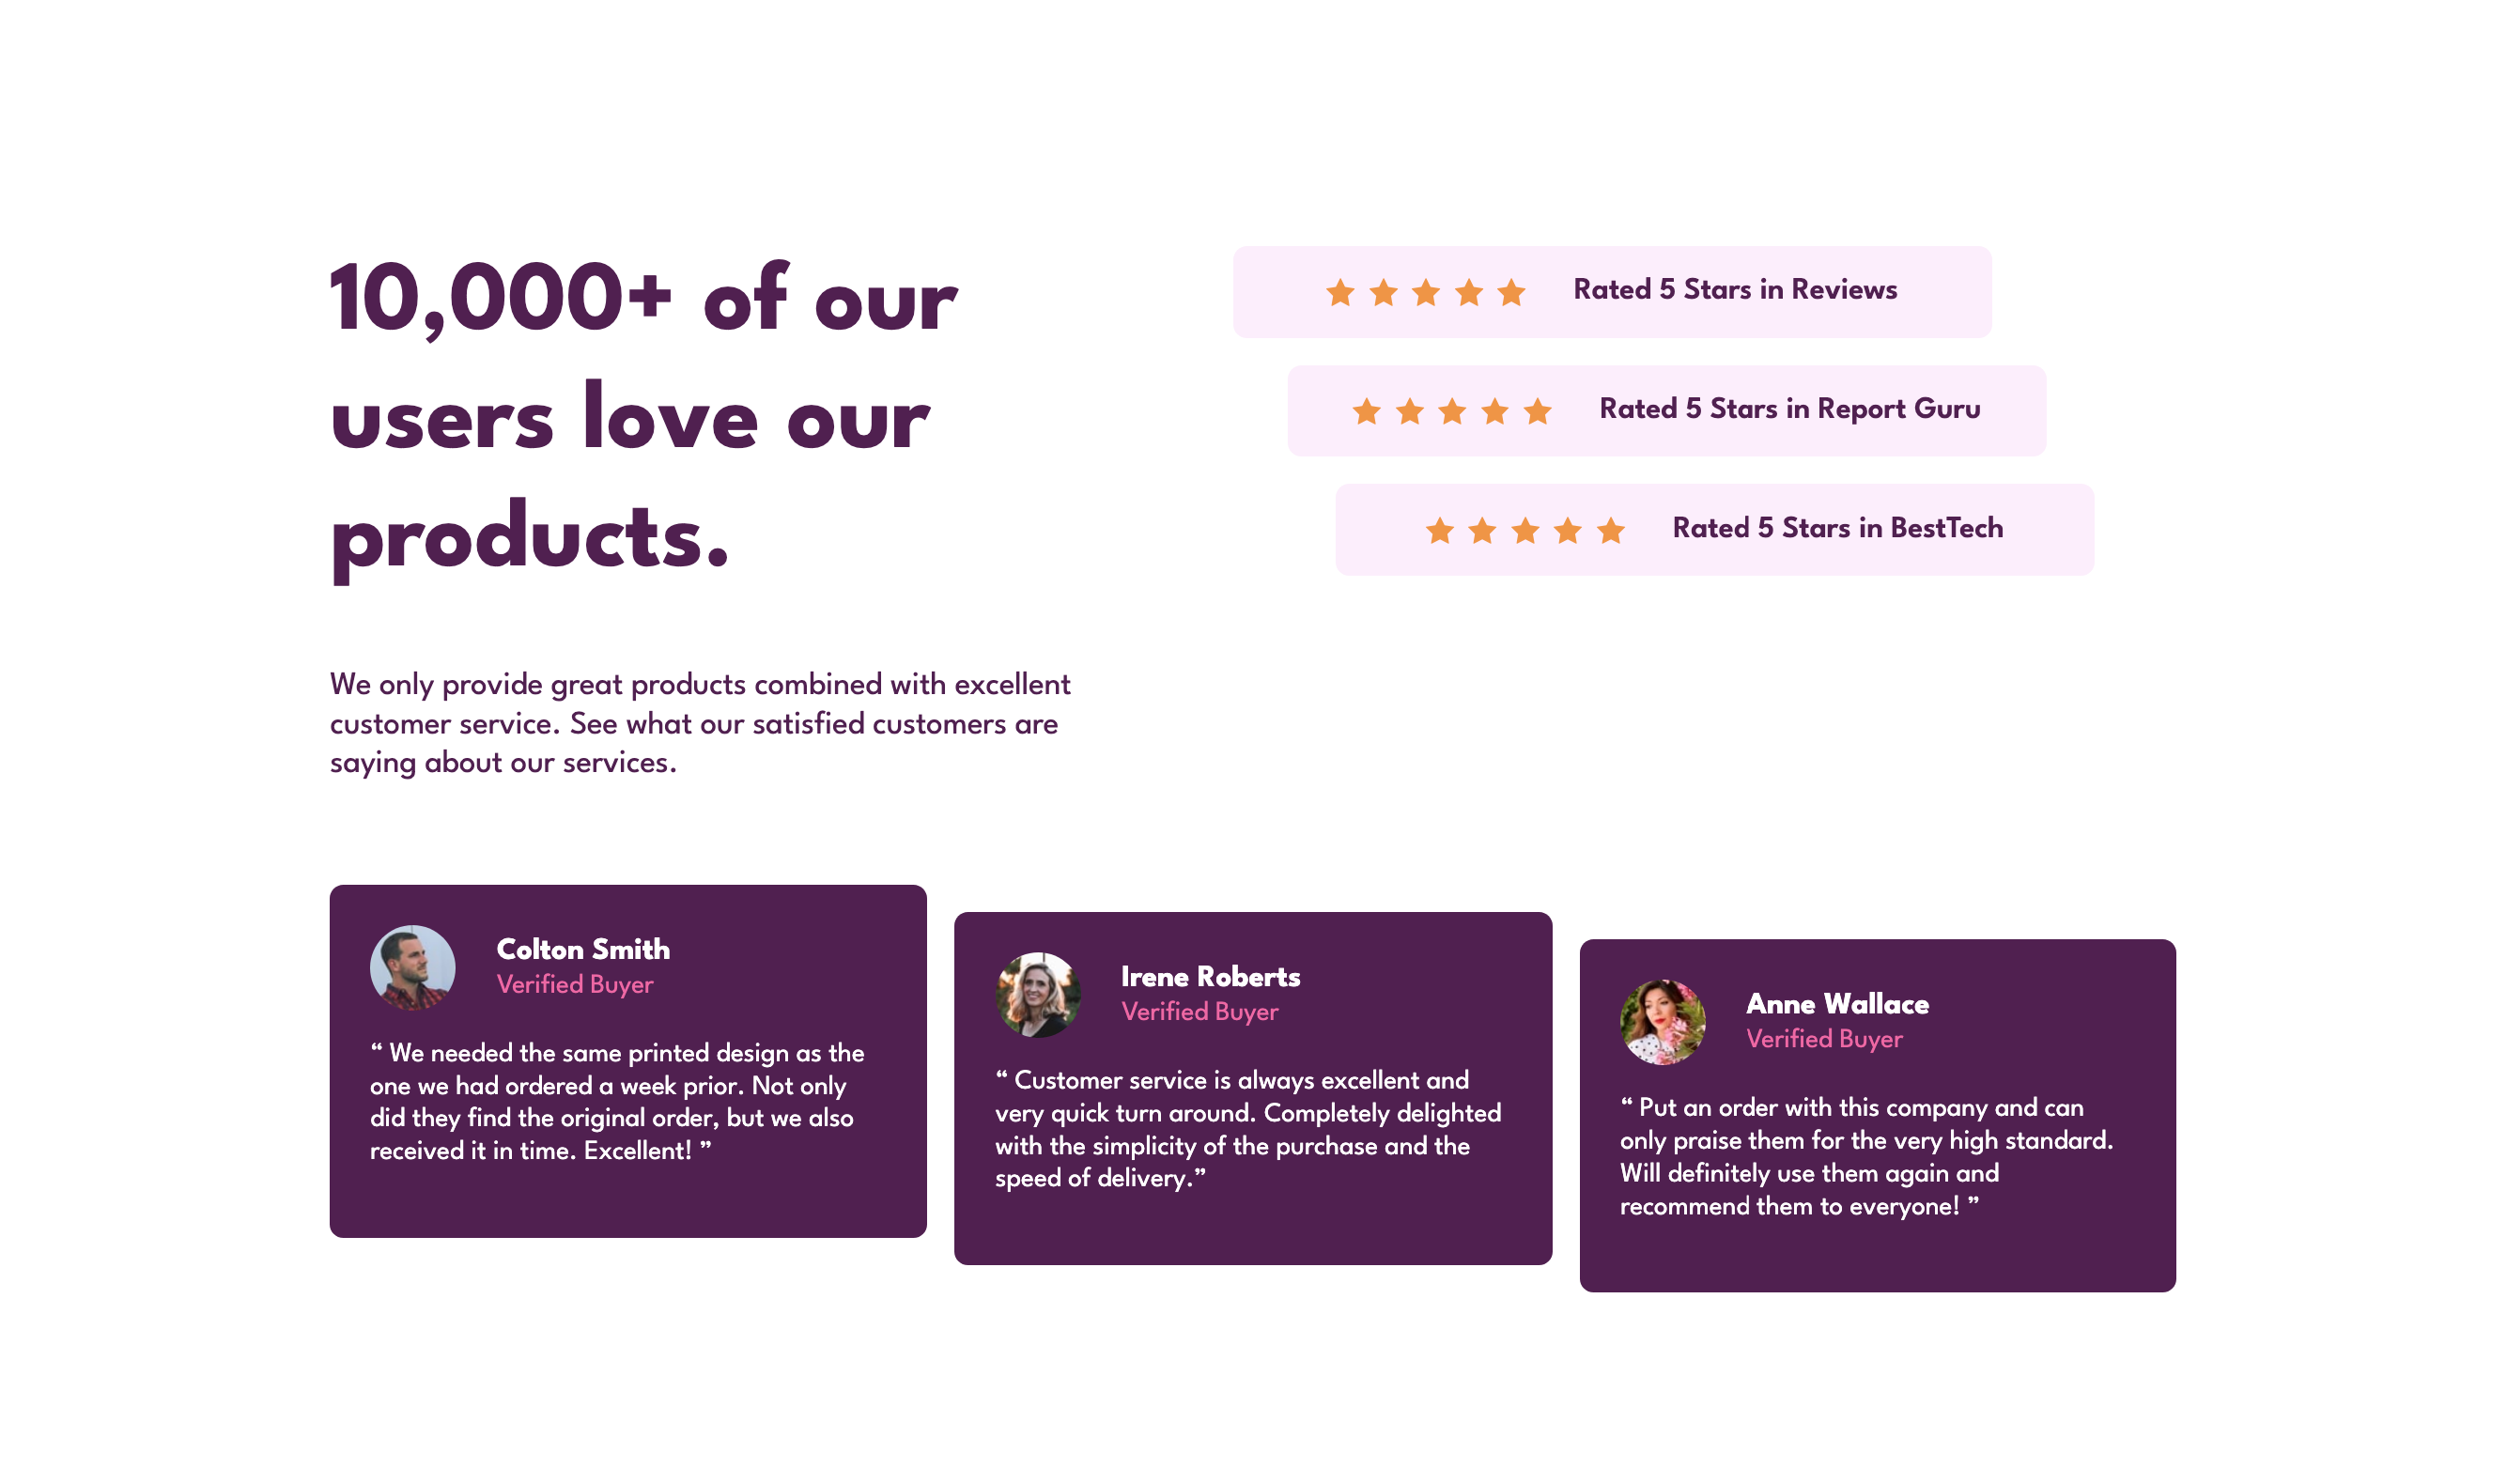 10,000+ of our
users love our
products.
We only provide great products combined with excellent
customer service. See what our satisfied customers are
saying about our services.
Rated 5 Stars in Reviews
Rated 5 Stars in Report Guru
Rated 5 Stars in BestTech
Colton Smith
Verified Buyer
“ We needed the same printed design as the
one we had ordered a week prior. Not only
did they find the original order, but we also
received it in time. Excellent! ”
Irene Roberts
Verified Buyer
“ Customer service is always excellent and
very quick turn around. Completely delighted
with the simplicity of the purchase and the
speed of delivery.”
Anne Wallace
Verified Buyer
“ Put an order with this company and can
only praise them for the very high standard.
Will definitely use them again and
recommend them to everyone! ”